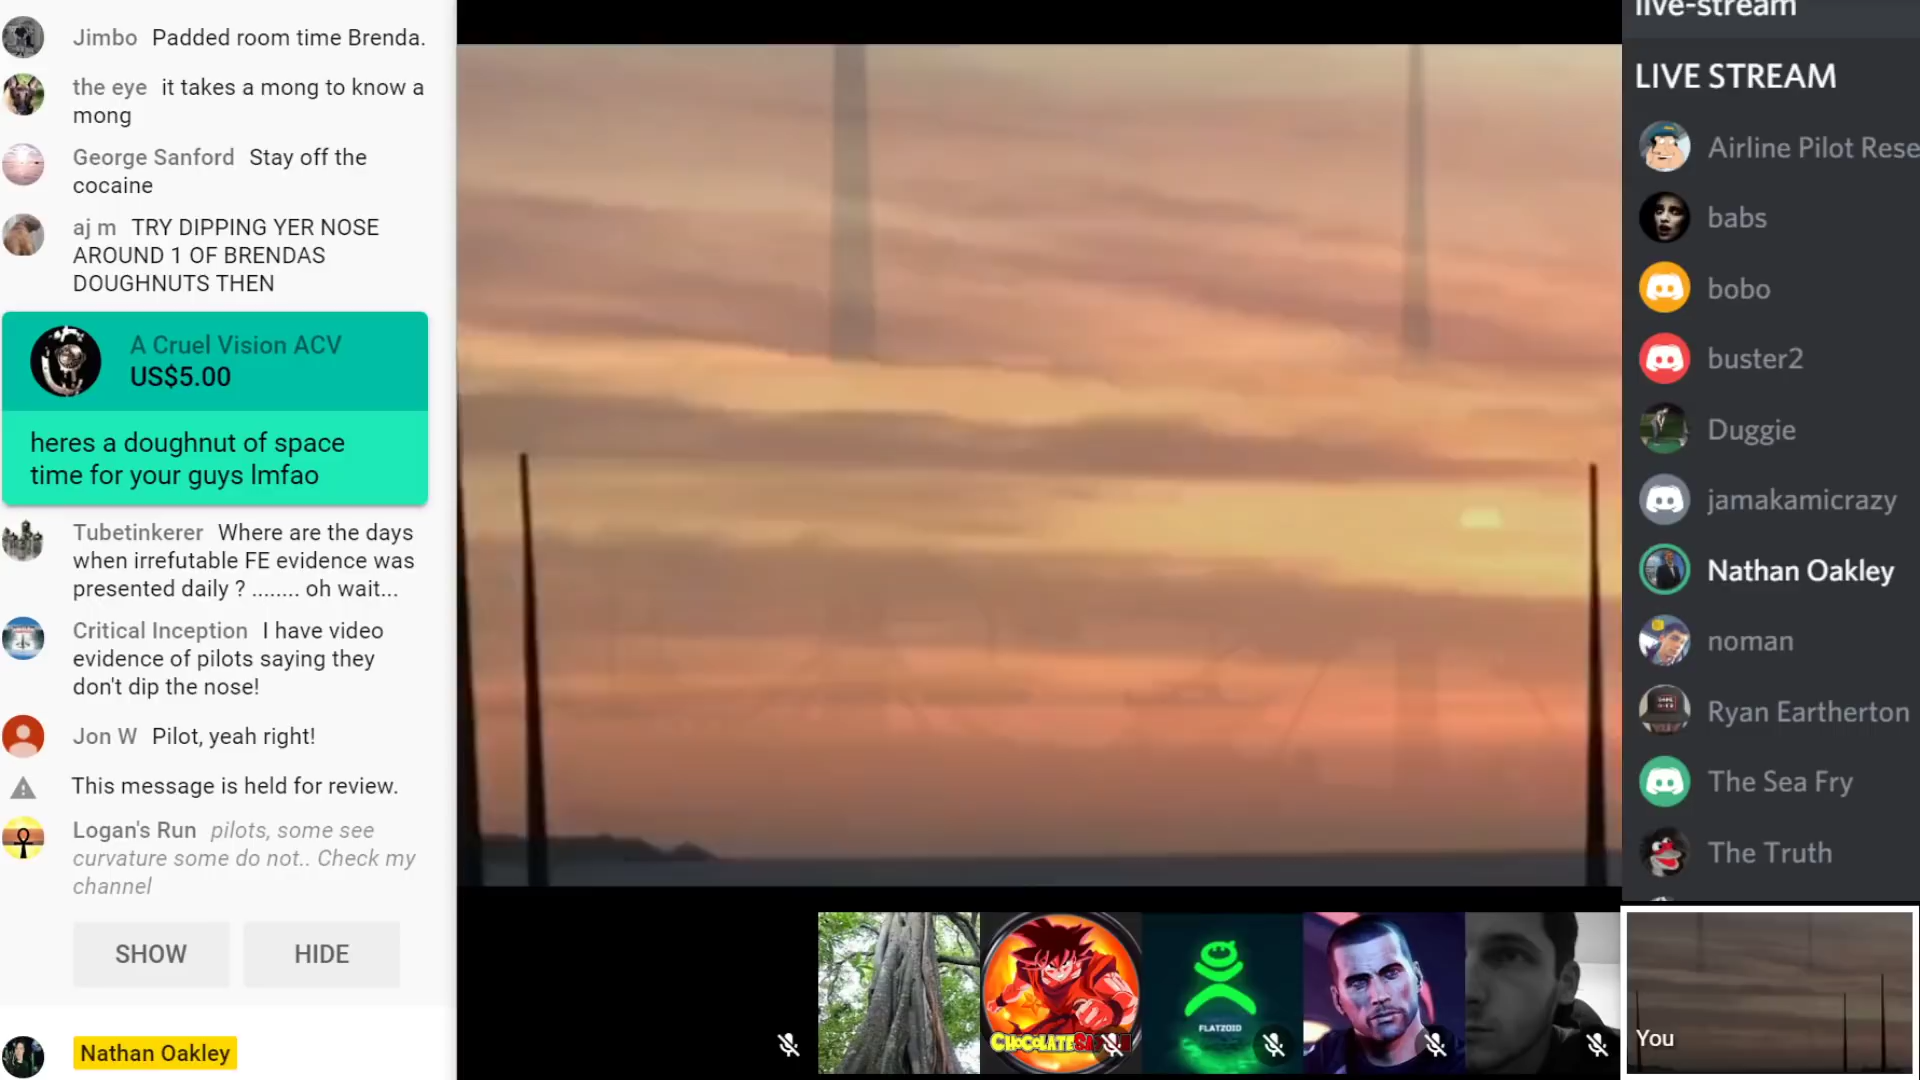 Jimbo Padded room time Brenda.
the eye it takes a mong to know a
mong
George Sanford Stay off the
cocaine
aj m TRY DIPPING YER NOSE
AROUND 1 OF BRENDAS
DOUGHNUTS THEN
A Cruel Vision ACV
US$5.00
heres a doughnut of space
time for your guys lmfao
Tubetinkerer Where are the days
when irrefutable FE evidence was
presented daily ? ........ oh wait...
Critical Inception I have video
evidence of pilots saying they
don't dip the nose!
Jon W Pilot, yeah right!
This message is held for review.
Logan's Run pilots, some see
curvature some do not.. Check my
channel
SHOW HIDE
Nathan Oakley
FLATZOID
You
live-stream
LIVE STREAM
Airline Pilot Rese
babs
bobo
buster2
Duggie
jamakamicrazy
Nathan Oakley
noman
Ryan Eartherton
The Sea Fry
The Truth